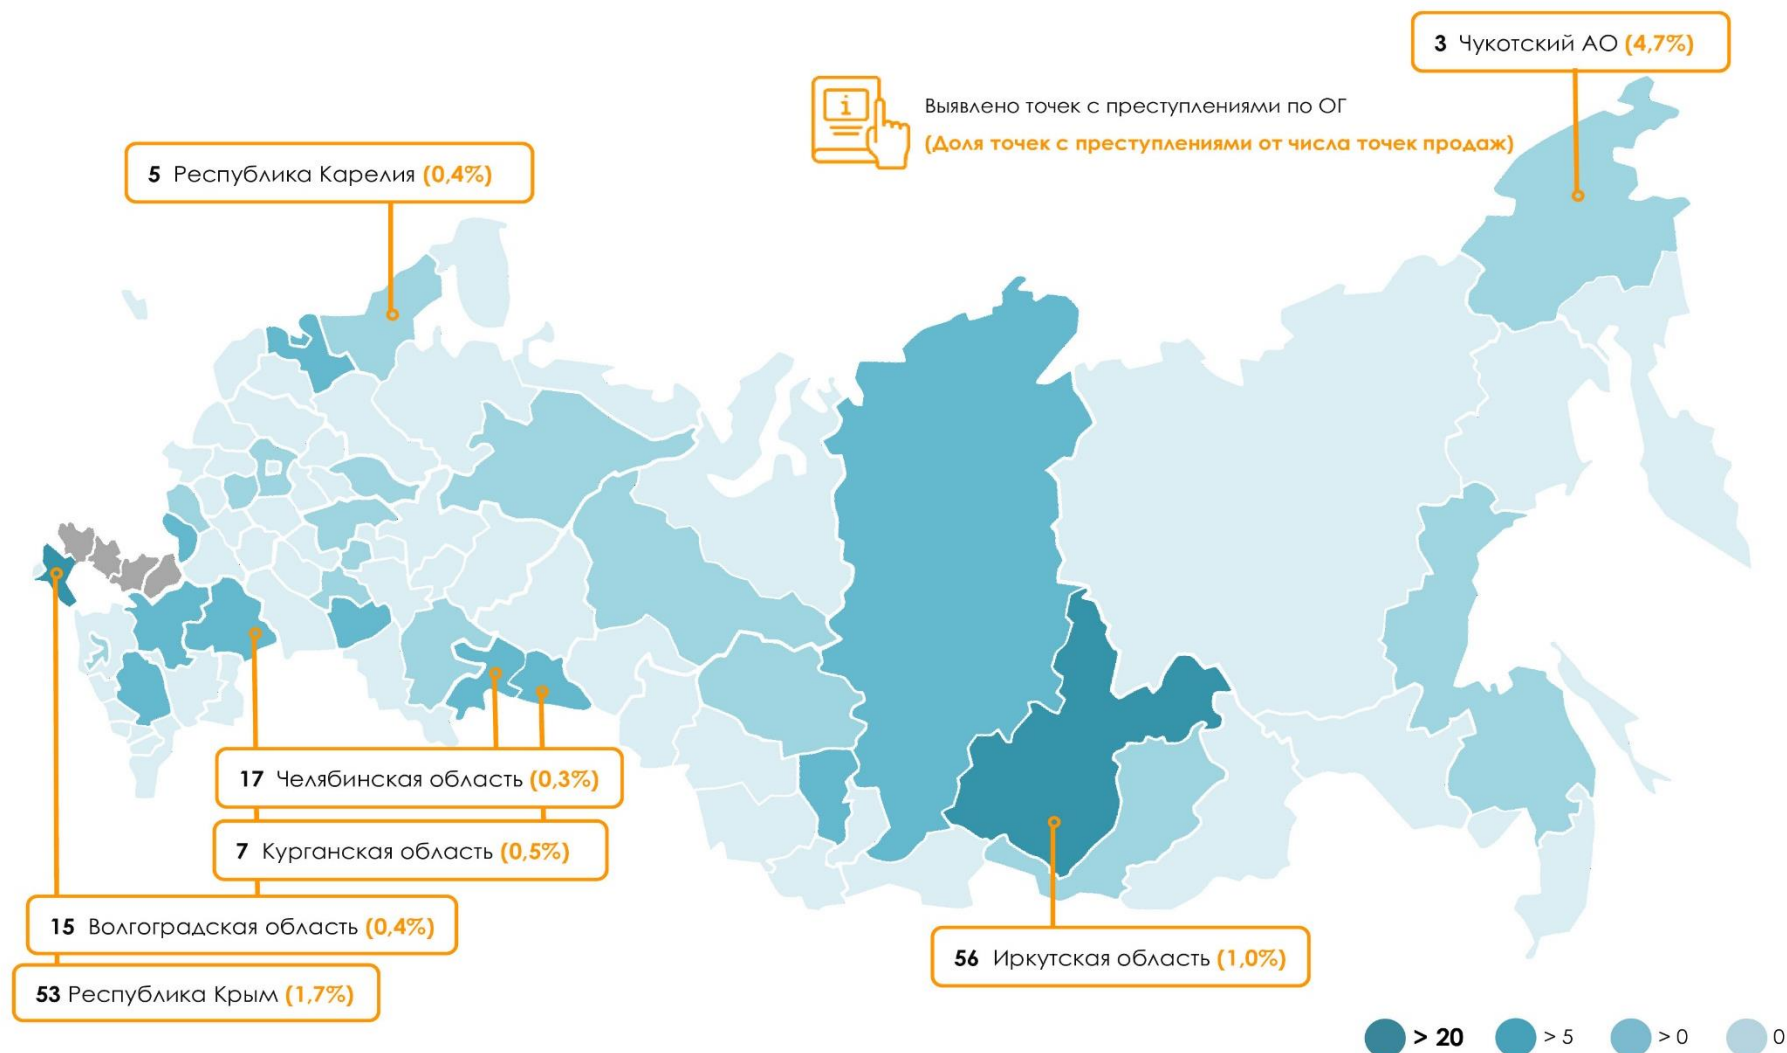 3 Чукотский АО (4,7%)
i
Выявлено точек с преступлениями по ОГ
(Доля точек с преступлениями от числа точек продаж)
5 Республика Карелия (0,4%)
17 Челябинская область (0,3%)
7 Курганская область (0,5%)
15 Волгоградская область (0,4%)
56 Иркутская область (1,0%)
53 Республика Крым (1,7%)
> 20 > 5 > 0 0